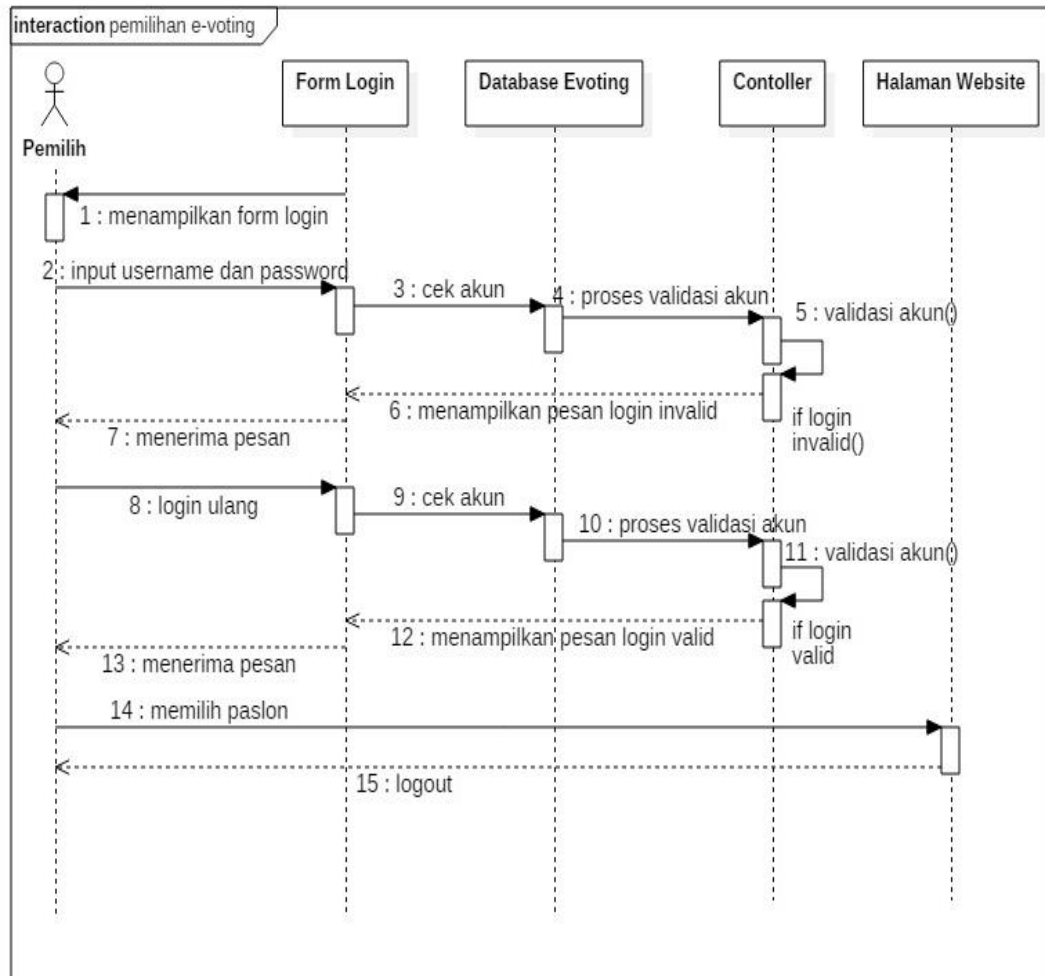 interaction pemilihan e-voting
Form Login
Database Evoting
Contoller
Halaman Website
Pemilih
1 : menampilkan form login
2 : input username dan password
3 : cek akun
4 : proses validasi akun
5 : validasi akun()
6 : menampilkan pesan login invalid
if login
invalid()
7 : menerima pesan
8 : login ulang
9 : cek akun
10 : proses validasi akun
11 : validasi akun()
12 : menampilkan pesan login valid
if login
valid
13 : menerima pesan
14 : memilih paslon
15 : logout